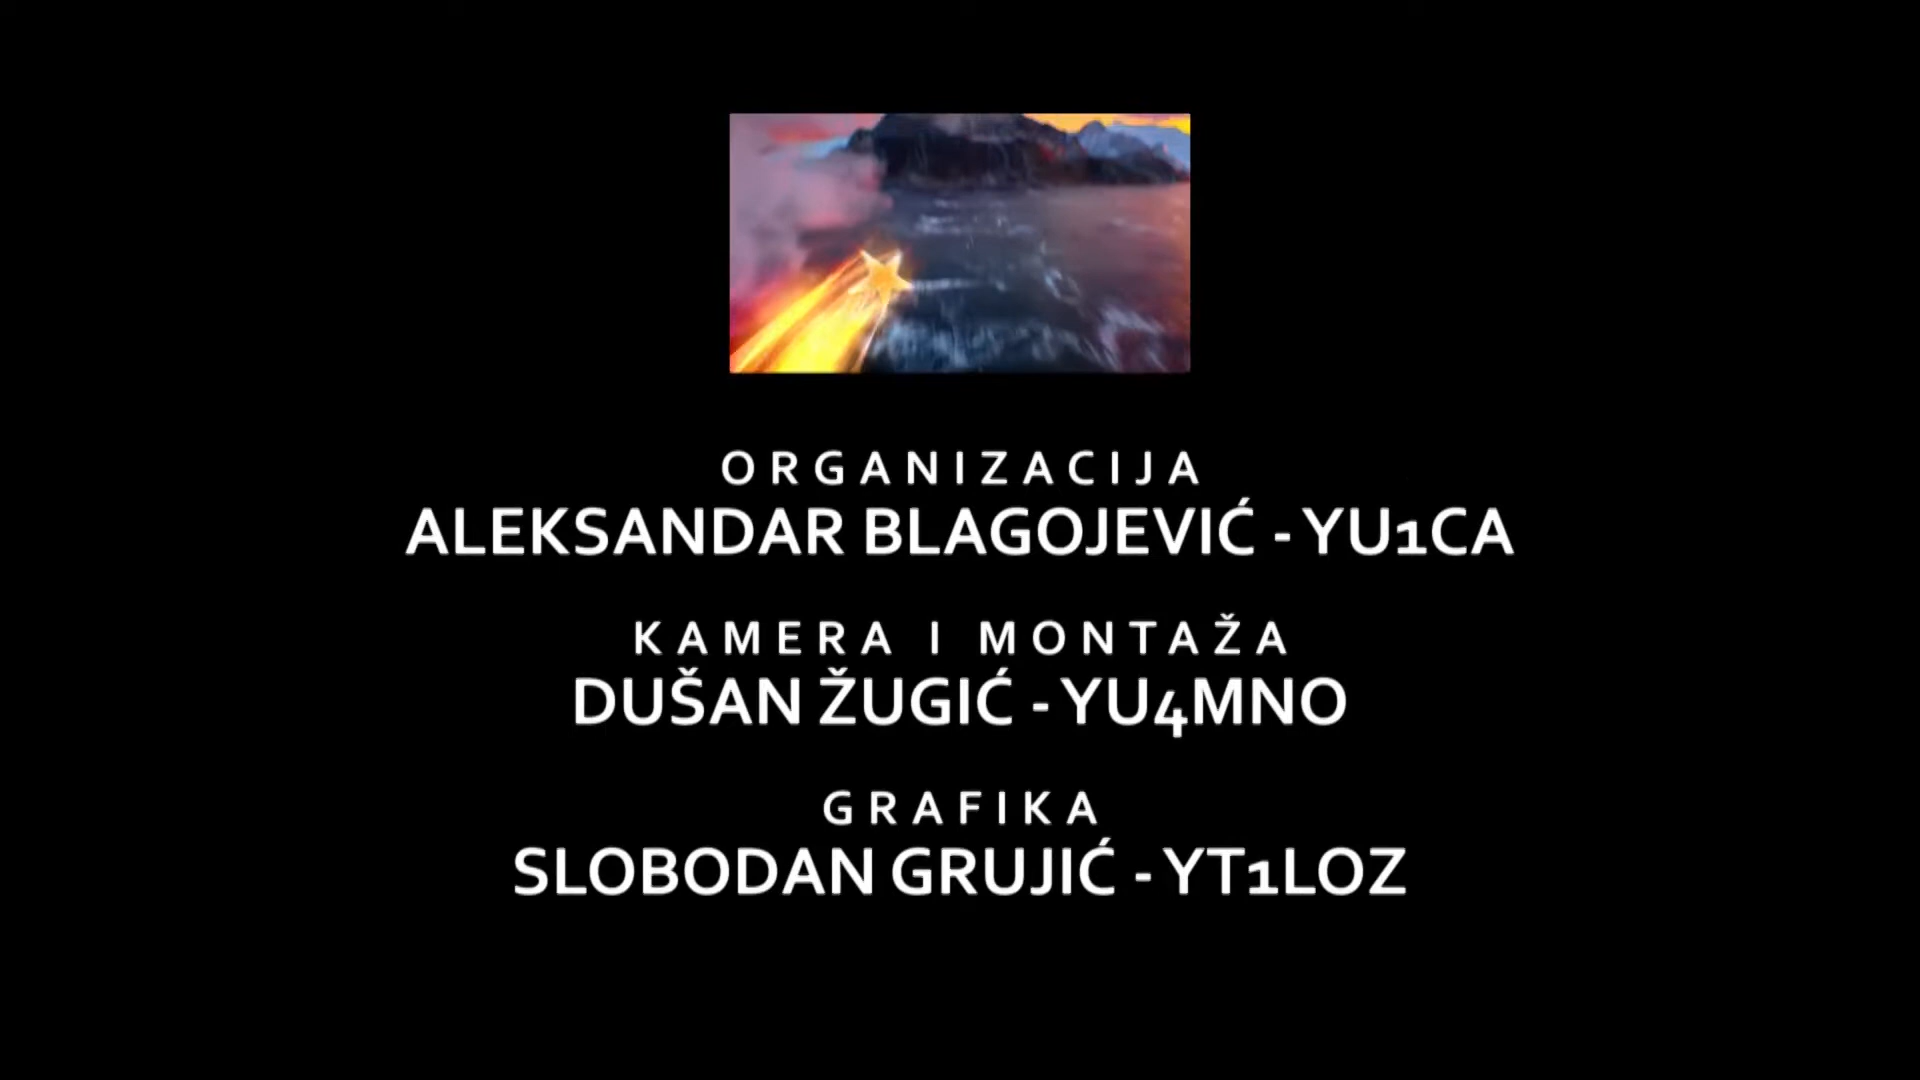 ORGANIZACIJA
ALEKSANDAR BLAGOJEVIĆ - YU1CA
KAMERA I MONTAŽA
DUŠAN ŽUGIĆ - YU4MNO
GRAFIKA
SLOBODAN GRUJIĆ - YT1LOZ